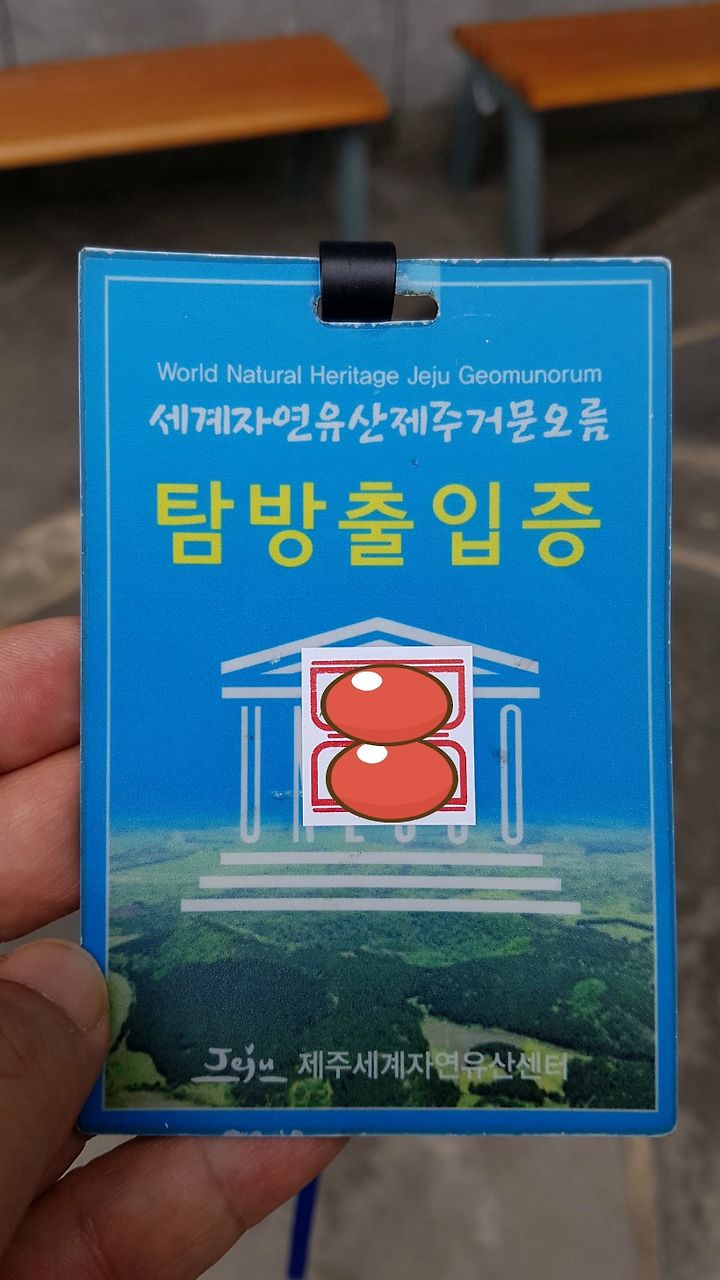 World Natural Heritage Jeju Geomunorum
세계자연유산제주거문오름
탐방출입증
Jeju 제주세계자연유산센터